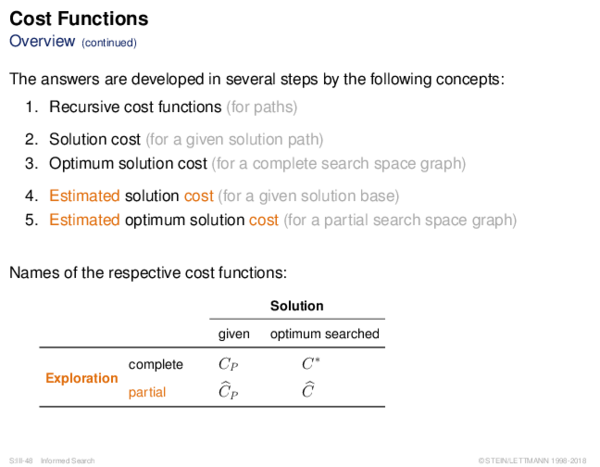 Cost Functions
Overview (continued)
The answers are developed in several steps by the following concepts:
1. Recursive cost functions (for paths)
2. Solution cost (for a given solution path)
3. Optimum solution cost (for a complete search space graph)
4. Estimated solution cost (for a given solution base)
5. Estimated optimum solution cost (for a partial search space graph)
Names of the respective cost functions:
Solution
given optimum searched
Exploration
complete C_P C*
partial Ĉ_P Ĉ
S:II-48 Informed Search ©STEIN/LETTMANN 1998-2018